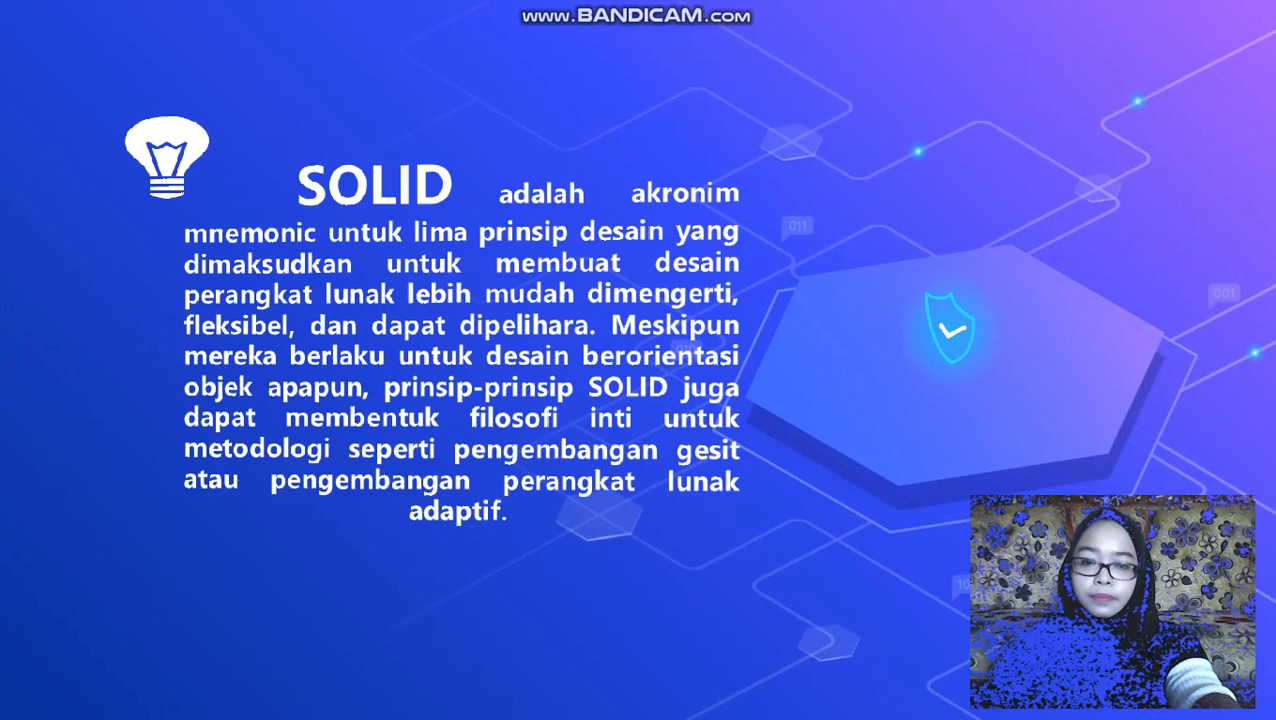 WWW.BANDICAM.COM
SOLID adalah akronim
mnemonic untuk lima prinsip desain yang
dimaksudkan untuk membuat desain
perangkat lunak lebih mudah dimengerti,
fleksibel, dan dapat dipelihara. Meskipun
mereka berlaku untuk desain berorientasi
objek apapun, prinsip-prinsip SOLID juga
dapat membentuk filosofi inti untuk
metodologi seperti pengembangan gesit
atau pengembangan perangkat lunak
adaptif.
011
001